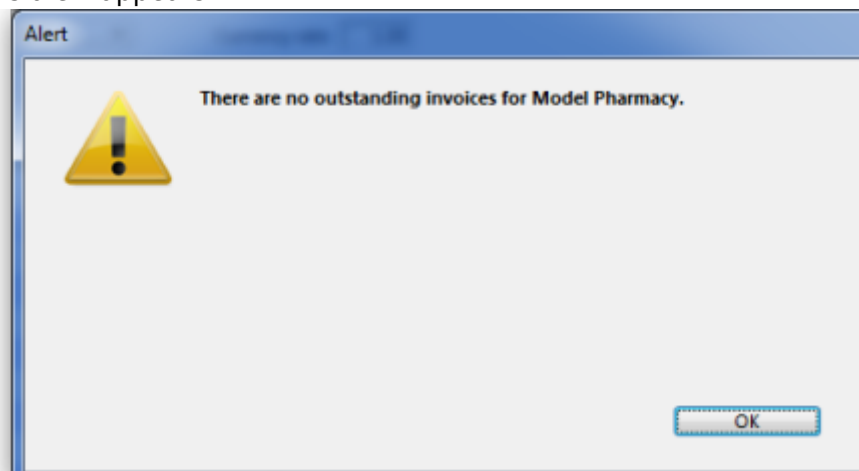 Alert
There are no outstanding invoices for Model Pharmacy.
OK